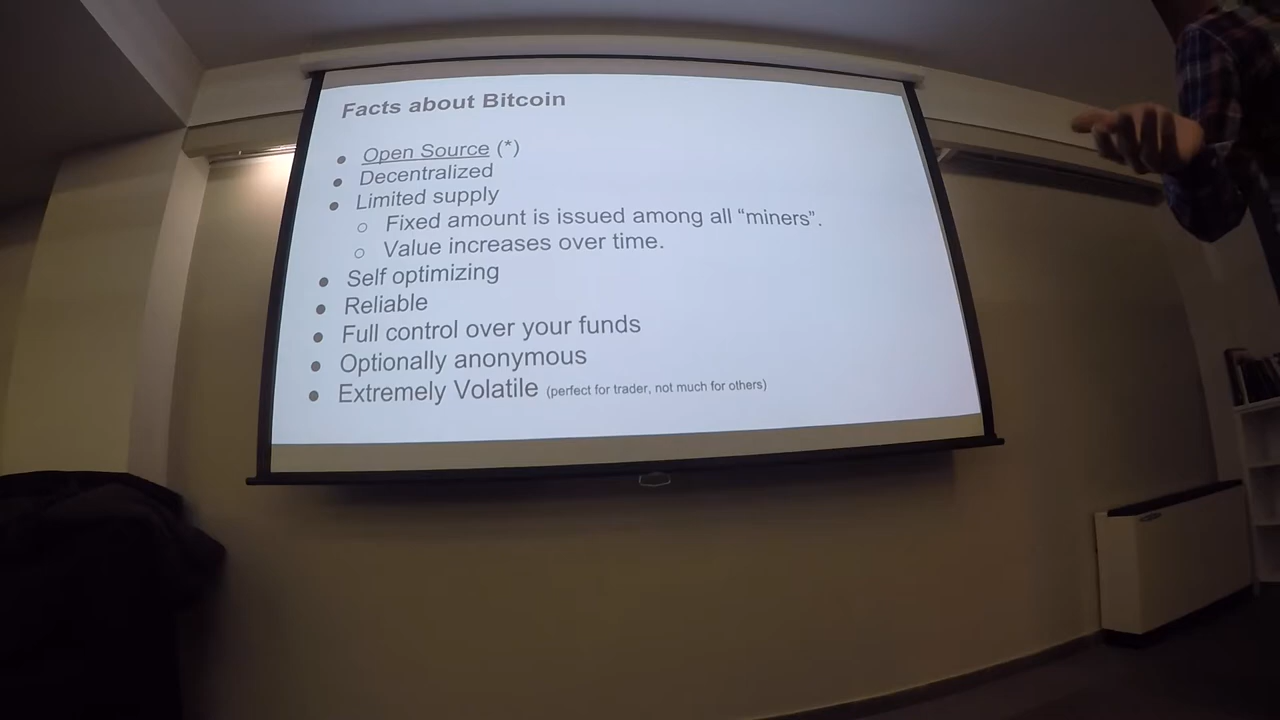 Facts about Bitcoin
● Open Source (*)
● Decentralized
● Limited supply
○ Fixed amount is issued among all “miners”.
○ Value increases over time.
● Self optimizing
● Reliable
● Full control over your funds
● Optionally anonymous
● Extremely Volatile (perfect for trader, not much for others)